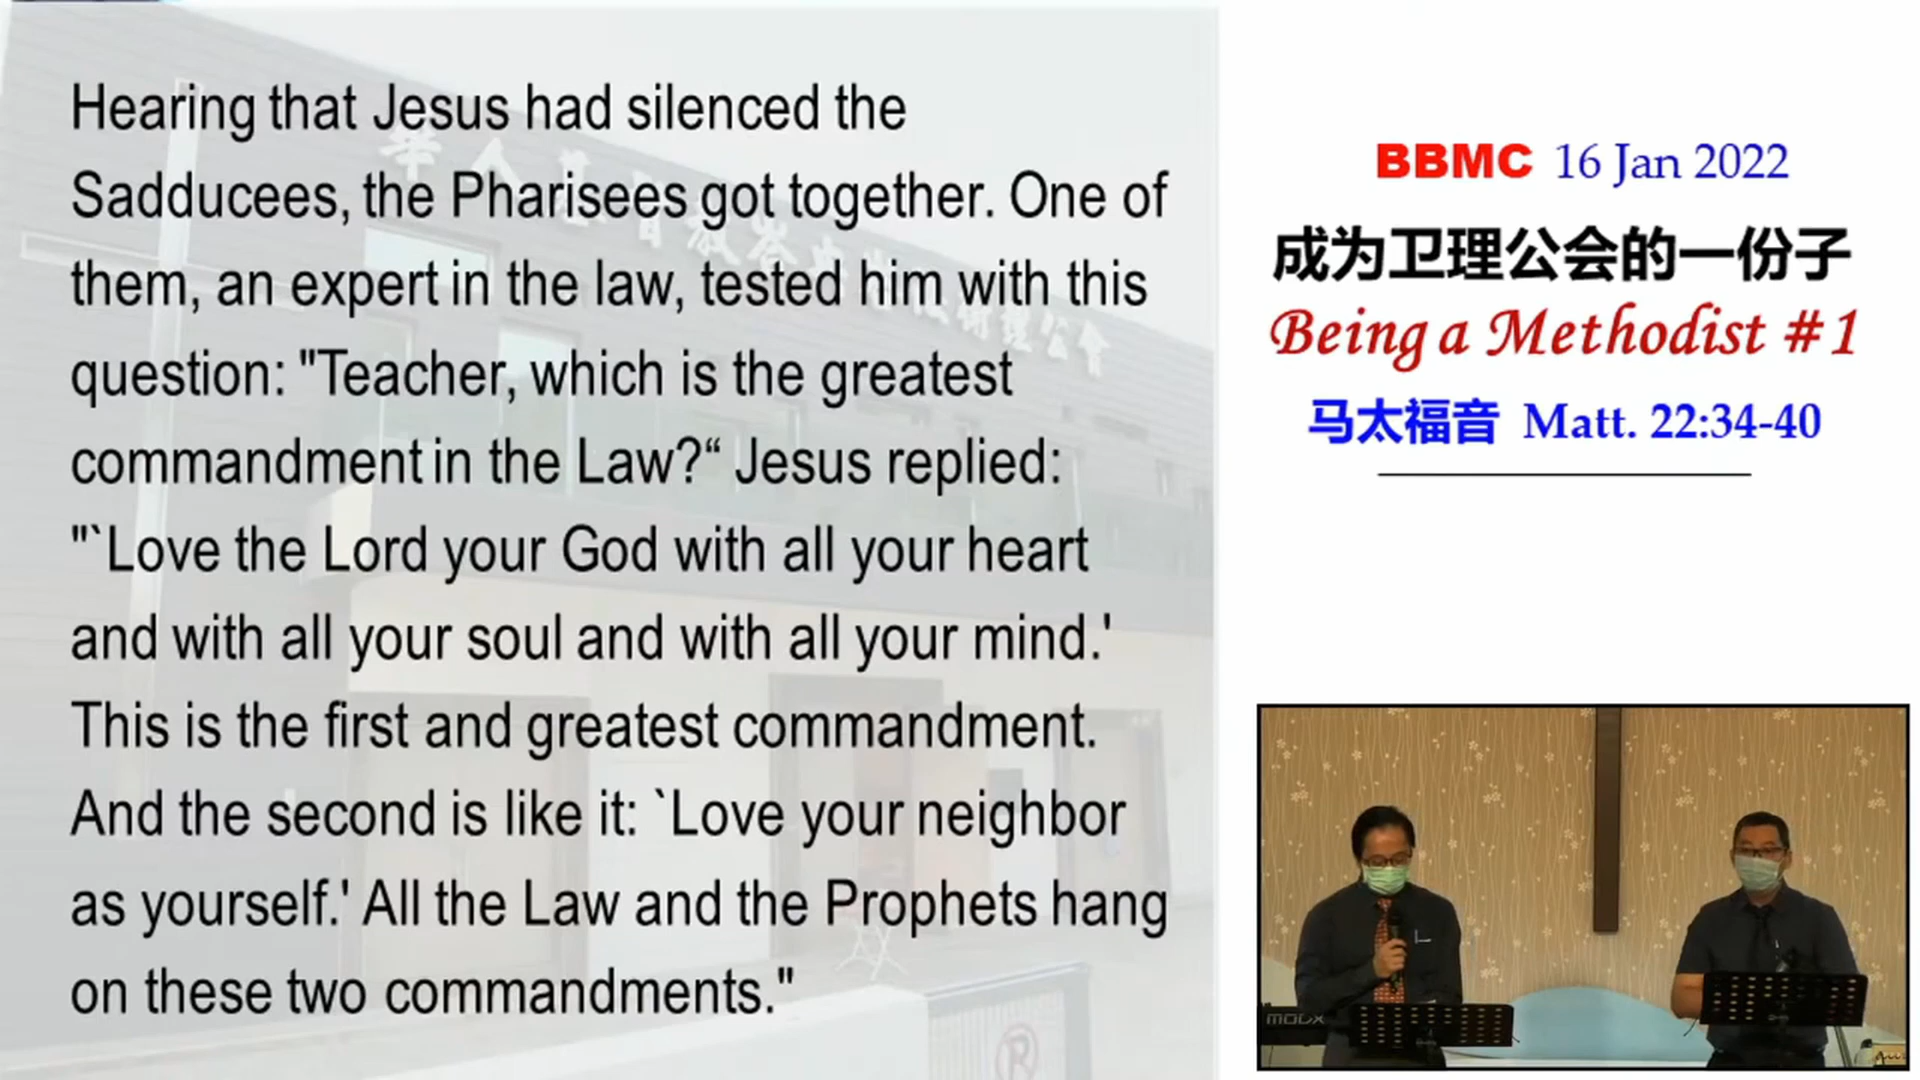 Hearing that Jesus had silenced the
Sadducees, the Pharisees got together. One of
them, an expert in the law, tested him with this
question: "Teacher, which is the greatest
commandment in the Law?“ Jesus replied:
"`Love the Lord your God with all your heart
and with all your soul and with all your mind.'
This is the first and greatest commandment.
And the second is like it: `Love your neighbor
as yourself.' All the Law and the Prophets hang
on these two commandments."
BBMC 16 Jan 2022
成为卫理公会的一份子
Being a Methodist #1
马太福音 Matt. 22:34-40
MODX